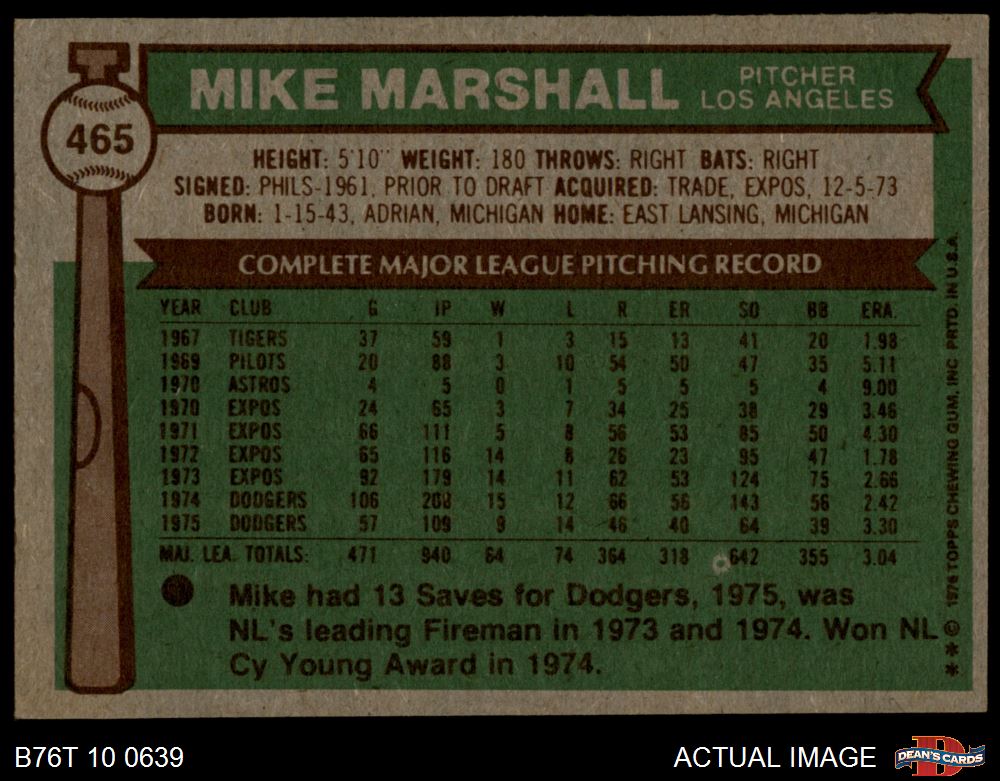 465
MIKE MARSHALL
PITCHER
LOS ANGELES
HEIGHT: 5'10" WEIGHT: 180 THROWS: RIGHT BATS: RIGHT
SIGNED: PHILS-1961, PRIOR TO DRAFT ACQUIRED: TRADE, EXPOS, 12-5-73
BORN: 1-15-43, ADRIAN, MICHIGAN HOME: EAST LANSING, MICHIGAN
COMPLETE MAJOR LEAGUE PITCHING RECORD
YEAR CLUB G IP W L R ER SO BB ERA.
1967 TIGERS 37 59 1 3 15 13 41 20 1.98
1969 PILOTS 20 88 3 10 54 50 47 35 5.11
1970 ASTROS 4 5 0 1 5 5 5 4 9.00
1970 EXPOS 24 65 3 7 34 25 38 29 3.46
1971 EXPOS 66 111 5 8 56 53 85 50 4.30
1972 EXPOS 65 116 14 8 26 23 95 47 1.78
1973 EXPOS 92 179 14 11 62 53 124 75 2.66
1974 DODGERS 106 208 15 12 66 56 143 56 2.42
1975 DODGERS 57 109 9 14 46 40 64 39 3.30
MAJ. LEA. TOTALS: 471 940 64 74 364 318 642 355 3.04
Mike had 13 Saves for Dodgers, 1975, was
NL's leading Fireman in 1973 and 1974. Won NL
Cy Young Award in 1974.
***© 1976 TOPPS CHEWING GUM, INC PRTD. IN U.S.A.
B76T 10 0639
ACTUAL IMAGE
D
DEAN'S CARDS